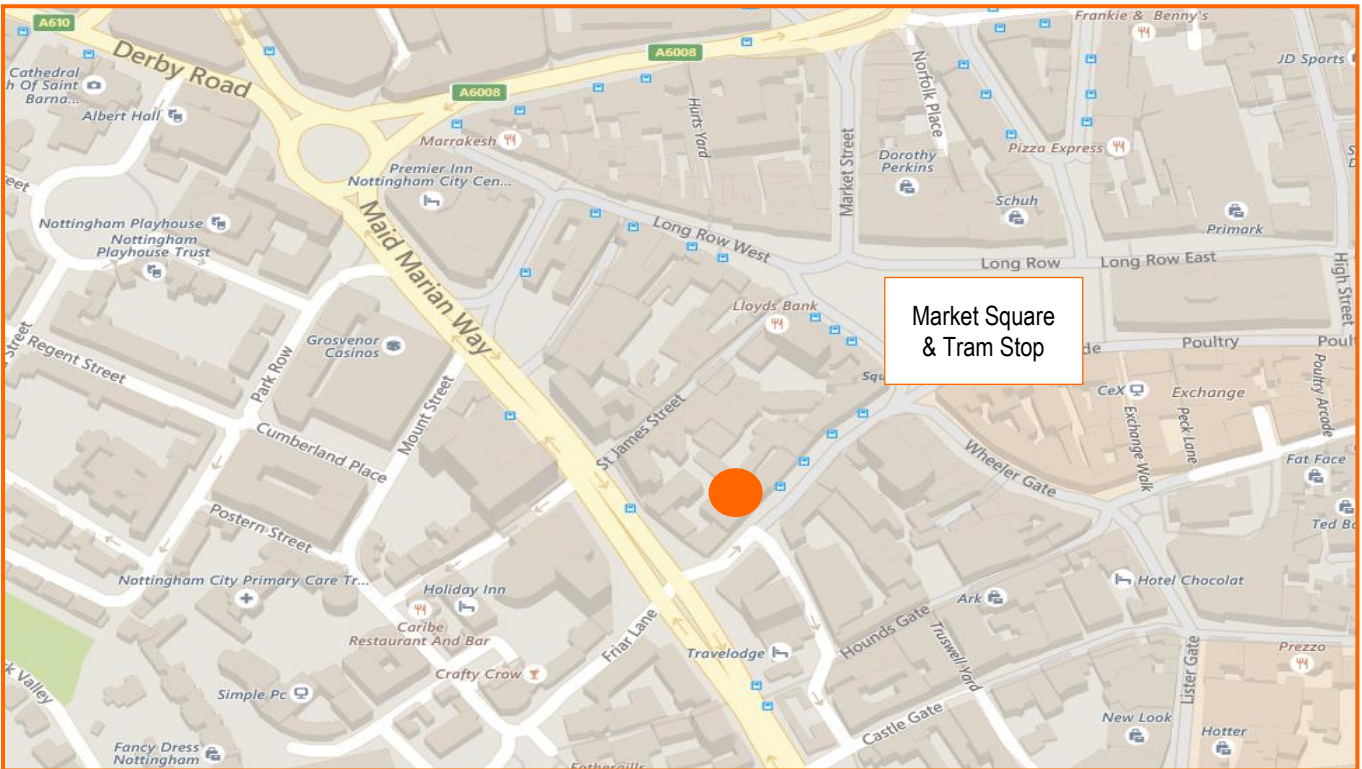 A610
Derby Road
A6008
A6008
Frankie & Benny's
JD Sports
Cathedral
h Of Saint
Barna...
Albert Hall
Marrakesh
Hurts Yard
Norfolk Place
Pizza Express
Premier Inn
Nottingham City Cen...
Market Street
Dorothy
Perkins
Schuh
Primark
Nottingham Playhouse
Nottingham
Playhouse Trust
Maid Marian Way
Long Row West
Long Row
Long Row East
High Street
Lloyds Bank
Market Square
& Tram Stop
Poultry
Poult
Grosvenor
Casinos
Regent Street
Park Row
Mount Street
Squ
CeX
Exchange
Exchange Walk
Peck Lane
Poultry Arcade
St James Street
Cumberland Place
Wheeler Gate
Fat Face
Postern Street
Ted Ba
Nottingham City Primary Care Tr...
Holiday Inn
Caribe
Restaurant And Bar
Hotel Chocolat
Ark
Friar Lane
Hounds Gate
Truswell Yard
Travelodge
Crafty Crow
Prezzo
Simple Pc
Lister Gate
Castle Gate
New Look
Hotter
Fancy Dress
Nottingham
Fothergills